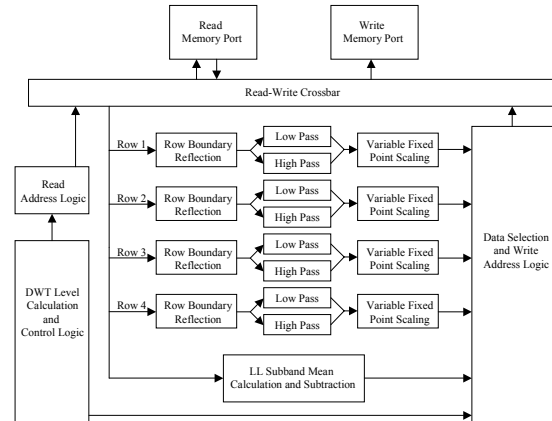 Read
Memory Port
Write
Memory Port
Read-Write Crossbar
Read
Address Logic
DWT Level
Calculation
and
Control Logic
Row 1
Row Boundary
Reflection
Low Pass
High Pass
Variable Fixed
Point Scaling
Row 2
Row Boundary
Reflection
Low Pass
High Pass
Variable Fixed
Point Scaling
Row 3
Row Boundary
Reflection
Low Pass
High Pass
Variable Fixed
Point Scaling
Row 4
Row Boundary
Reflection
Low Pass
High Pass
Variable Fixed
Point Scaling
LL Subband Mean
Calculation and Subtraction
Data Selection
and Write
Address Logic